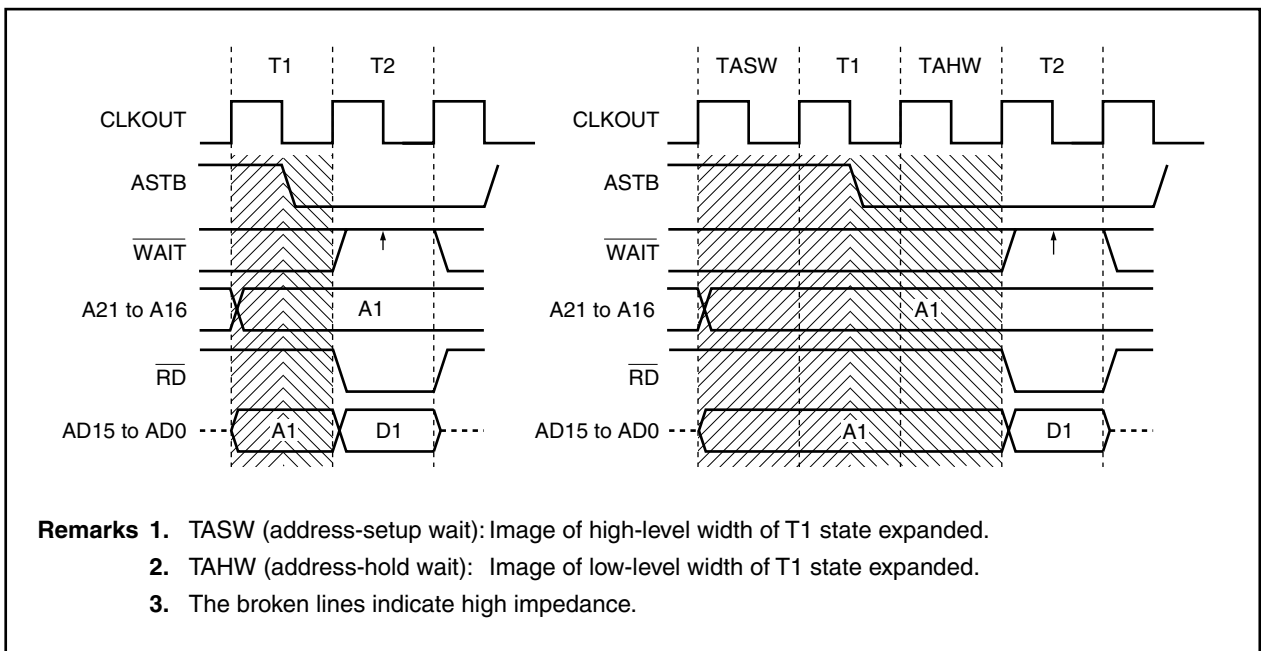 T1 T2
CLKOUT
ASTB
WAIT
A21 to A16 A1
RD
AD15 to AD0 A1 D1
TASW T1 TAHW T2
CLKOUT
ASTB
WAIT
A21 to A16 A1
RD
AD15 to AD0 A1 D1
Remarks 1. TASW (address-setup wait): Image of high-level width of T1 state expanded.
2. TAHW (address-hold wait): Image of low-level width of T1 state expanded.
3. The broken lines indicate high impedance.